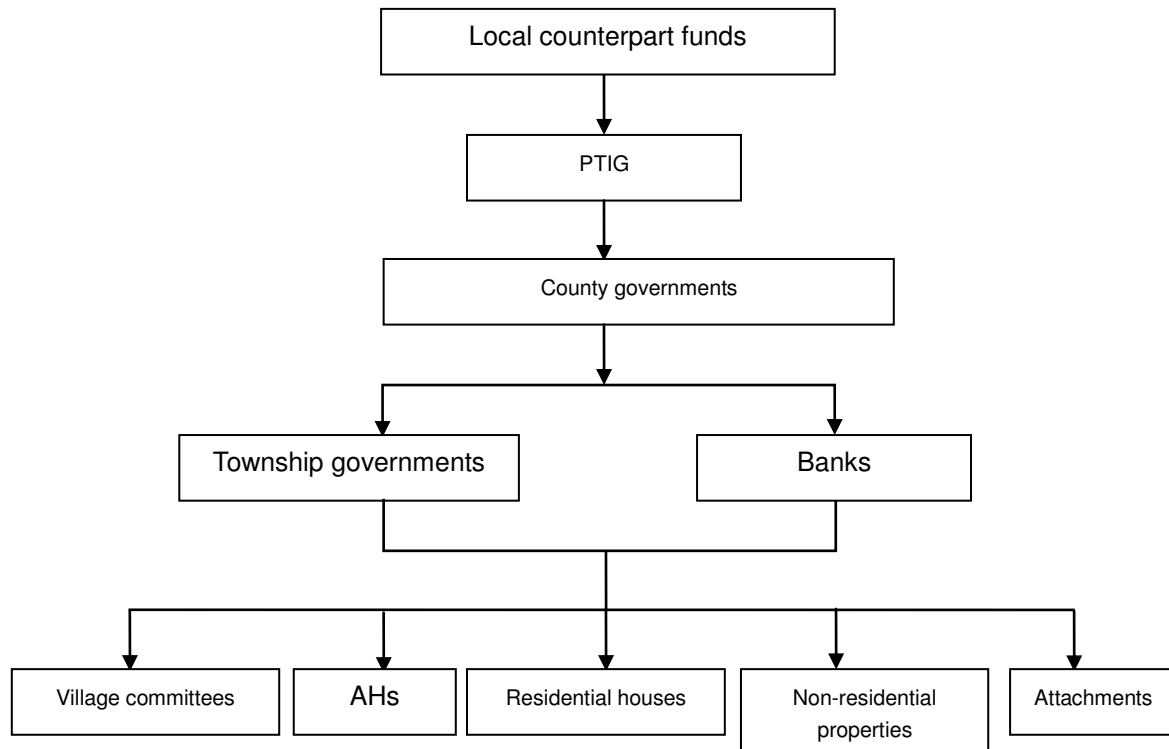 Local counterpart funds
PTIG
County governments
Township governments
Banks
Village committees
AHs
Residential houses
Non-residential
properties
Attachments